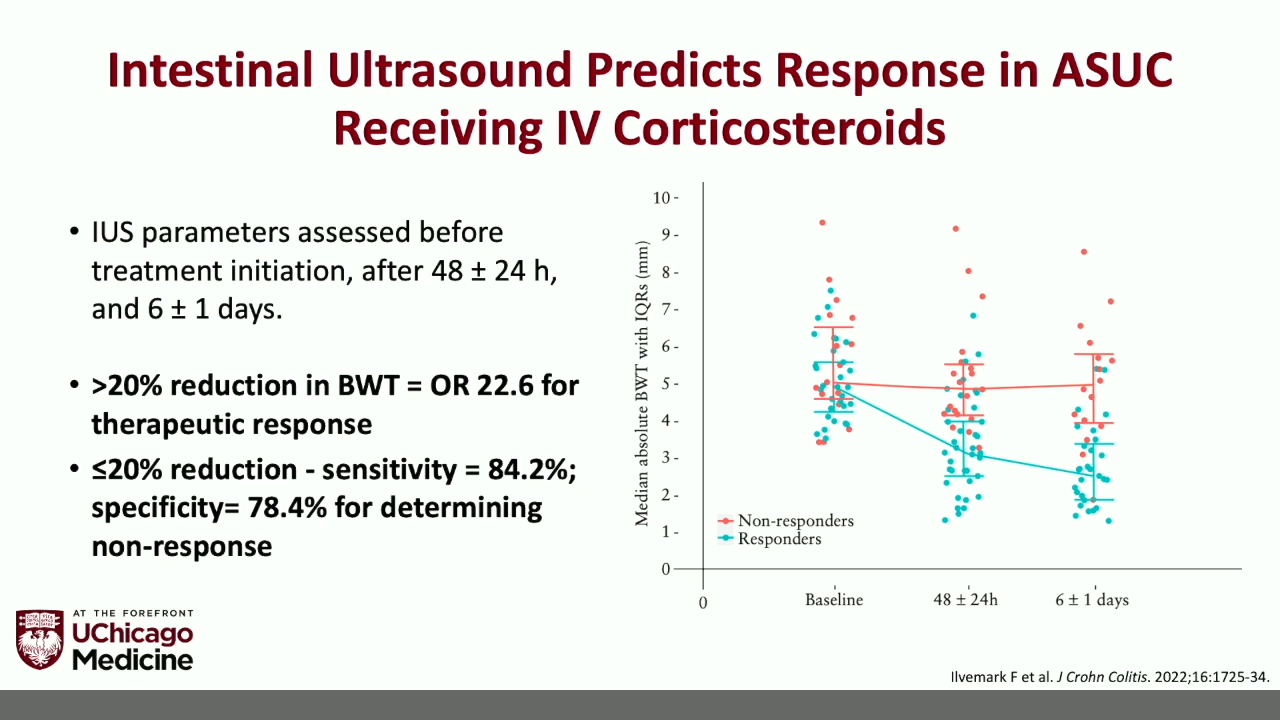 Intestinal Ultrasound Predicts Response in ASUC
Receiving IV Corticosteroids
• IUS parameters assessed before
treatment initiation, after 48 ± 24 h,
and 6 ± 1 days.
• >20% reduction in BWT = OR 22.6 for
therapeutic response
• ≤20% reduction - sensitivity = 84.2%;
specificity= 78.4% for determining
non-response
Median absolute BWT with IQRs (mm)
10
9
8
7
6
5
4
3
2
1
0
Non-responders
Responders
0
Baseline
48 ± 24h
6 ± 1 days
AT THE FOREFRONT
UChicago
Medicine
Ilvemark F et al. J Crohn Colitis. 2022;16:1725-34.